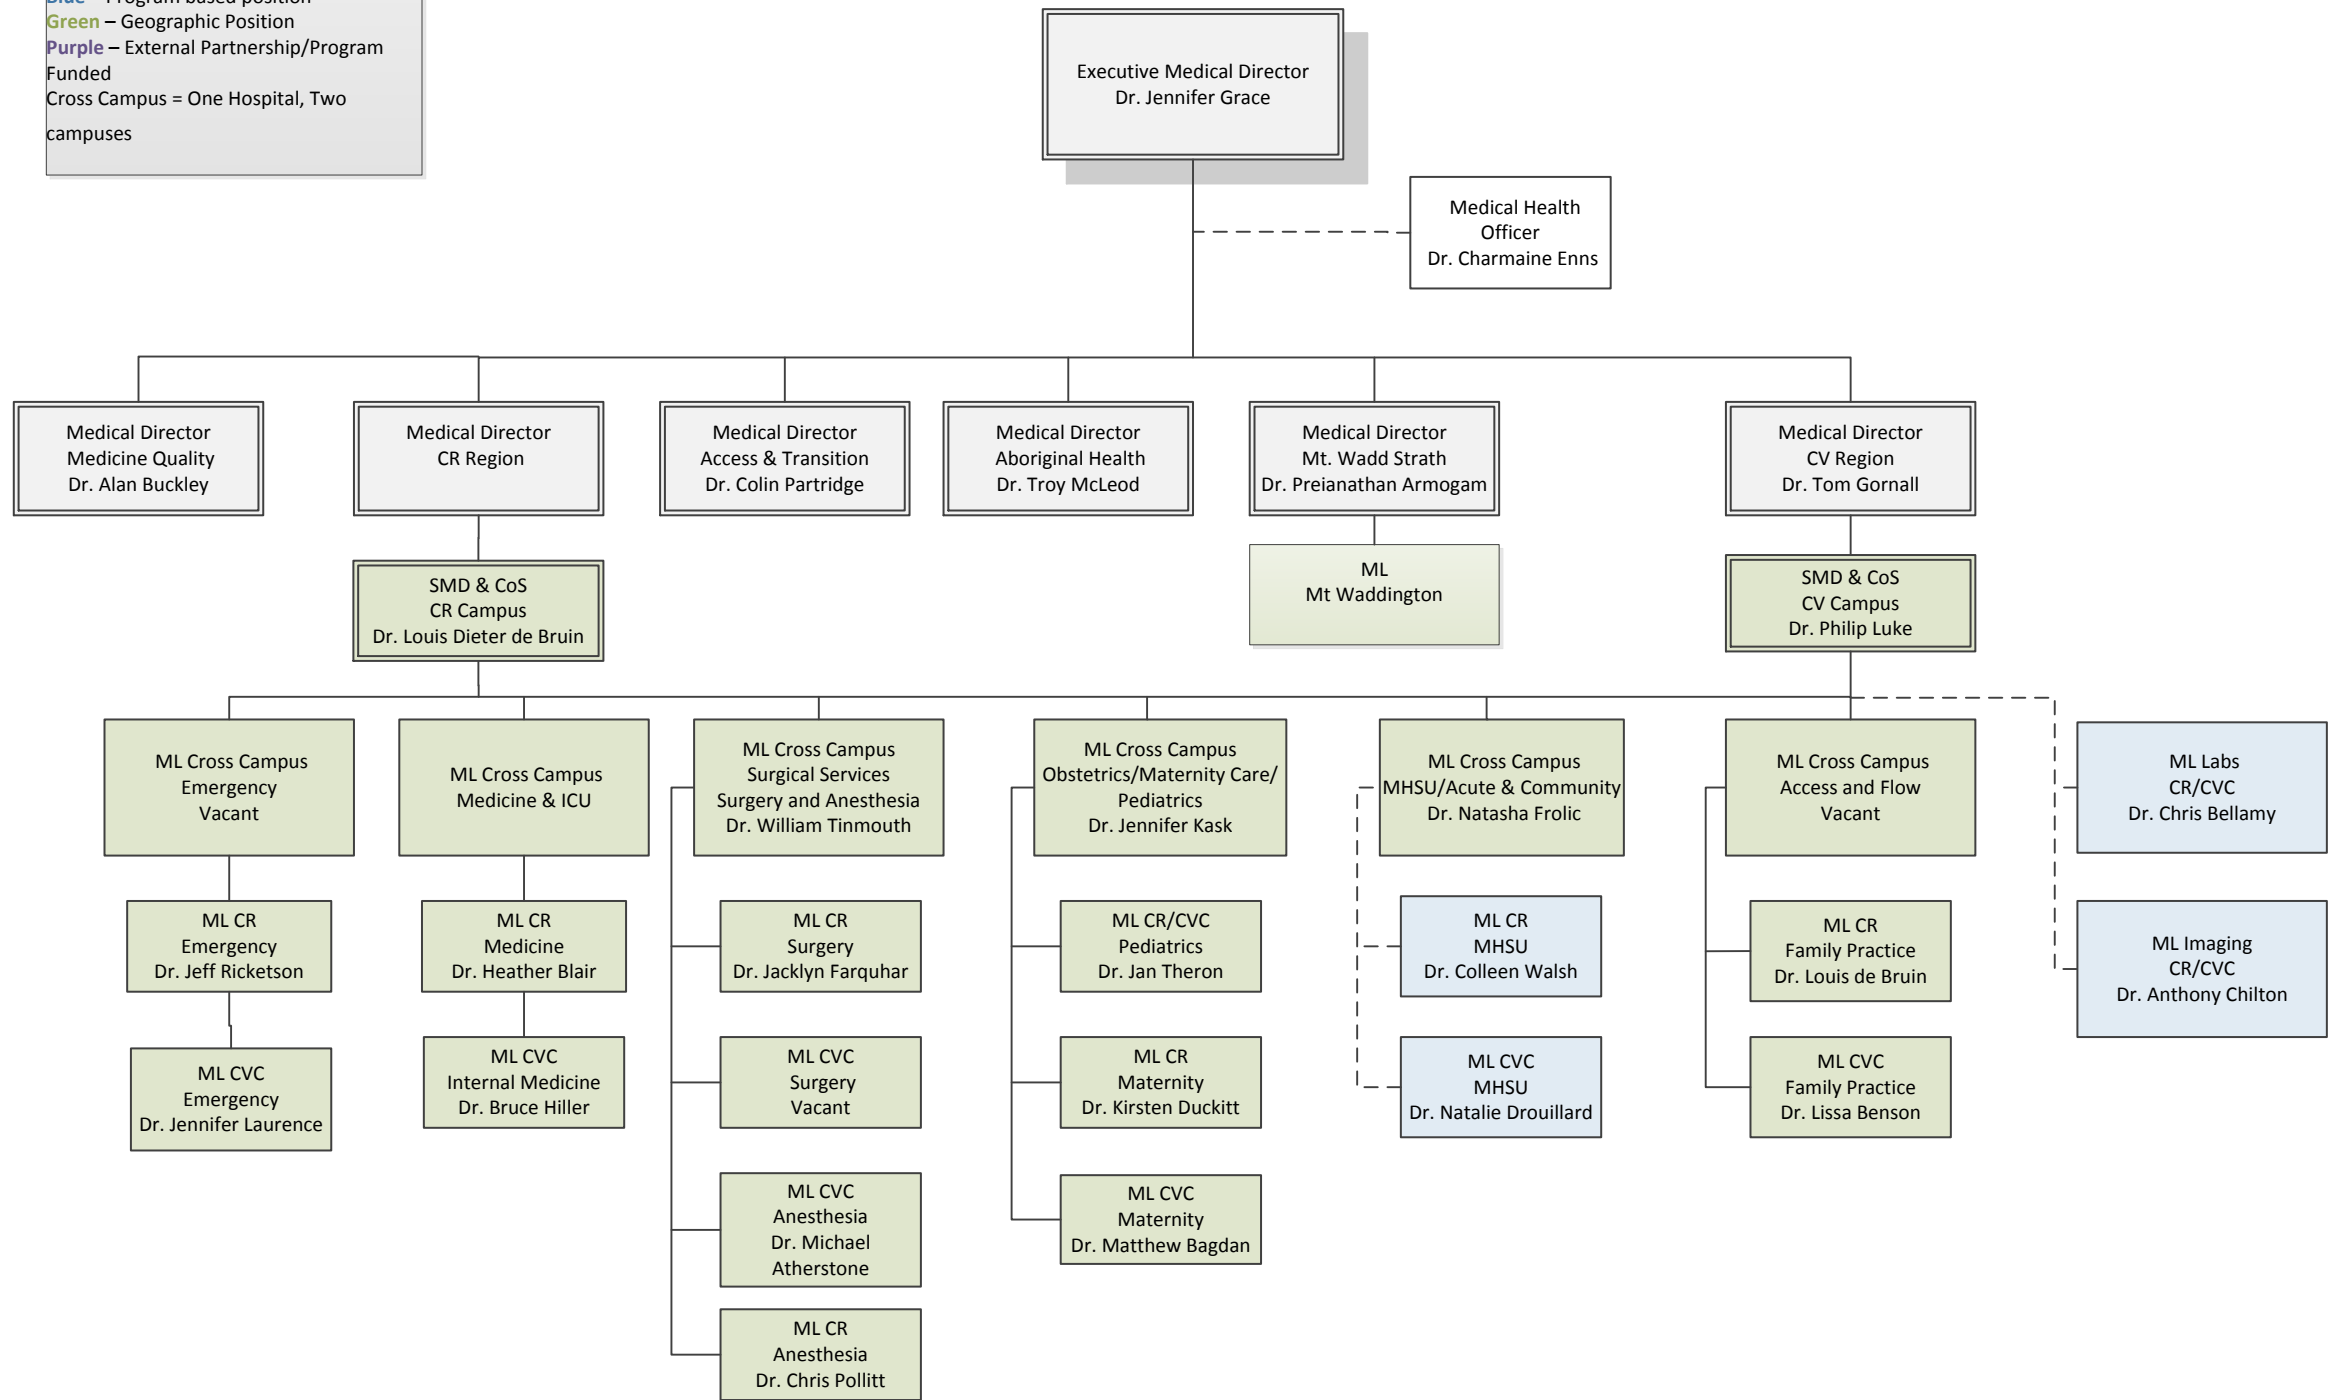 Blue – Program based position
Green – Geographic Position
Purple – External Partnership/Program
Funded
Cross Campus = One Hospital, Two
campuses
Executive Medical Director
Dr. Jennifer Grace
Medical Health
Officer
Dr. Charmaine Enns
Medical Director
Medicine Quality
Dr. Alan Buckley
Medical Director
CR Region
Medical Director
Access & Transition
Dr. Colin Partridge
Medical Director
Aboriginal Health
Dr. Troy McLeod
Medical Director
Mt. Wadd Strath
Dr. Preianathan Armogam
Medical Director
CV Region
Dr. Tom Gornall
SMD & CoS
CR Campus
Dr. Louis Dieter de Bruin
ML
Mt Waddington
SMD & CoS
CV Campus
Dr. Philip Luke
ML Cross Campus
Emergency
Vacant
ML Cross Campus
Medicine & ICU
ML Cross Campus
Surgical Services
Surgery and Anesthesia
Dr. William Tinmouth
ML Cross Campus
Obstetrics/Maternity Care/
Pediatrics
Dr. Jennifer Kask
ML Cross Campus
MHSU/Acute & Community
Dr. Natasha Frolic
ML Cross Campus
Access and Flow
Vacant
ML Labs
CR/CVC
Dr. Chris Bellamy
ML CR
Emergency
Dr. Jeff Ricketson
ML CR
Medicine
Dr. Heather Blair
ML CR
Surgery
Dr. Jacklyn Farquhar
ML CR/CVC
Pediatrics
Dr. Jan Theron
ML CR
MHSU
Dr. Colleen Walsh
ML CR
Family Practice
Dr. Louis de Bruin
ML Imaging
CR/CVC
Dr. Anthony Chilton
ML CVC
Emergency
Dr. Jennifer Laurence
ML CVC
Internal Medicine
Dr. Bruce Hiller
ML CVC
Surgery
Vacant
ML CR
Maternity
Dr. Kirsten Duckitt
ML CVC
MHSU
Dr. Natalie Drouillard
ML CVC
Family Practice
Dr. Lissa Benson
ML CVC
Anesthesia
Dr. Michael
Atherstone
ML CVC
Maternity
Dr. Matthew Bagdan
ML CR
Anesthesia
Dr. Chris Pollitt